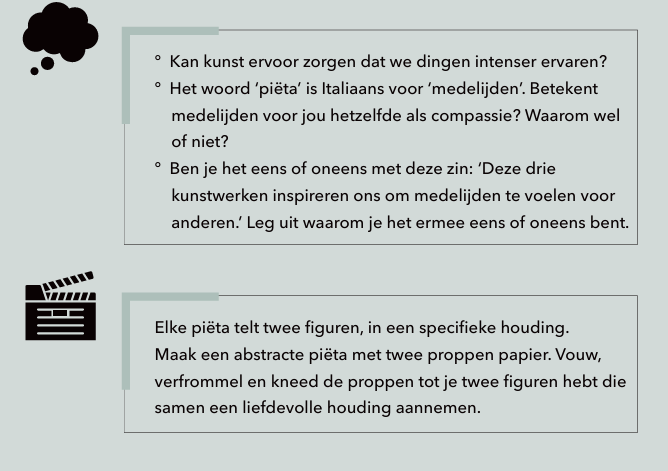 ° Kan kunst ervoor zorgen dat we dingen intenser ervaren?
° Het woord ‘piëta’ is Italiaans voor ‘medelijden’. Betekent
medelijden voor jou hetzelfde als compassie? Waarom wel
of niet?
° Ben je het eens of oneens met deze zin: ‘Deze drie
kunstwerken inspireren ons om medelijden te voelen voor
anderen.’ Leg uit waarom je het ermee eens of oneens bent.
Elke piëta telt twee figuren, in een specifieke houding.
Maak een abstracte piëta met twee proppen papier. Vouw,
verfrommel en kneed de proppen tot je twee figuren hebt die
samen een liefdevolle houding aannemen.